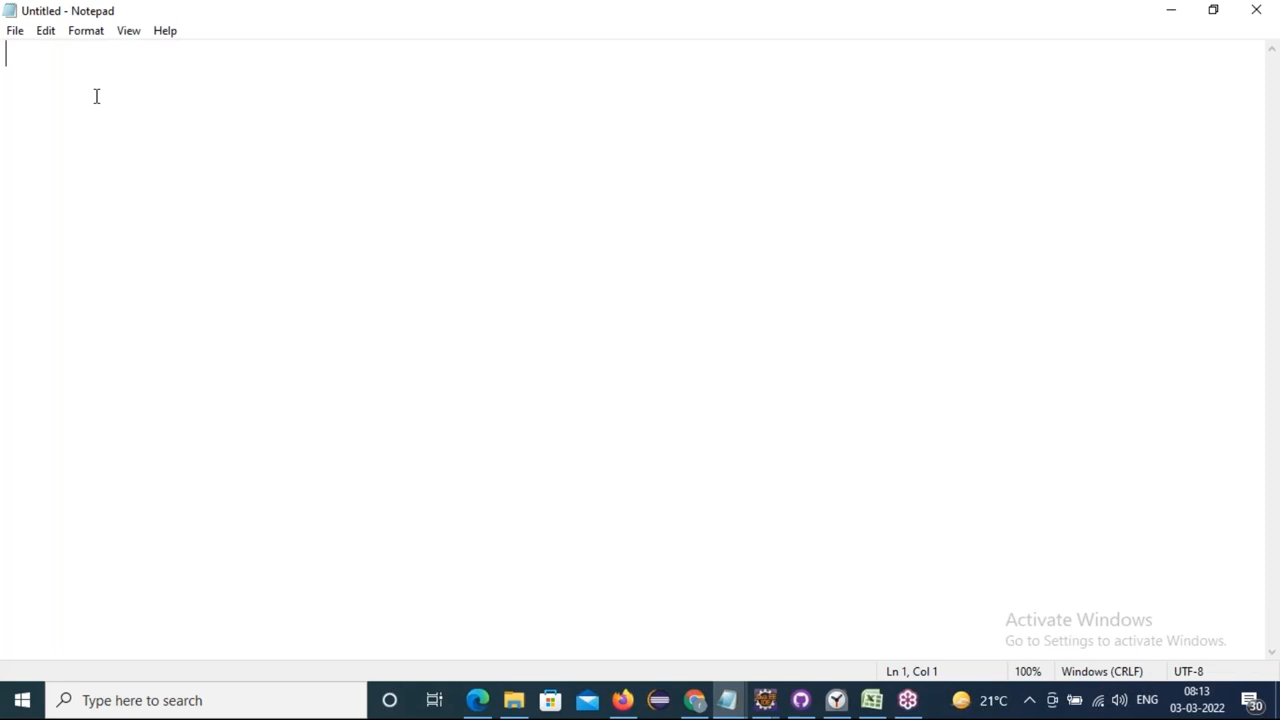 Untitled - Notepad
File Edit Format View Help
Activate Windows
Go to Settings to activate Windows.
Ln 1, Col 1 100% Windows (CRLF) UTF-8
Type here to search
21°C ENG
08:13
03-03-2022
30